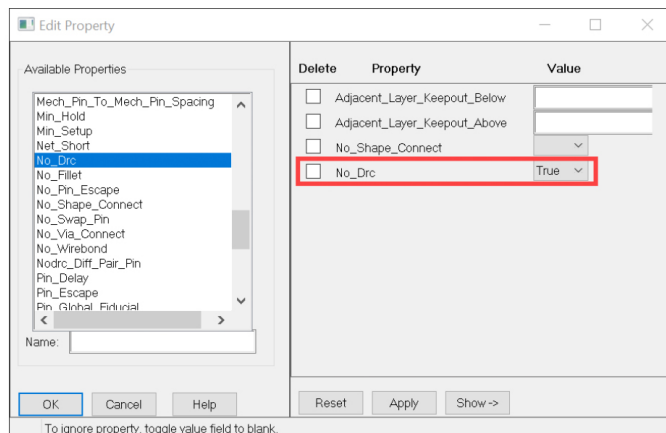 Edit Property
Available Properties
Mech_Pin_To_Mech_Pin_Spacing
Min_Hold
Min_Setup
Net_Short
No_Drc
No_Fillet
No_Pin_Escape
No_Shape_Connect
No_Swap_Pin
No_Via_Connect
No_Wirebond
Nodrc_Diff_Pair_Pin
Pin_Delay
Pin_Escape
Pin_Global_Fiducial
Name:
OK Cancel Help
Delete Property Value
Adjacent_Layer_Keepout_Below
Adjacent_Layer_Keepout_Above
No_Shape_Connect
No_Drc True
Reset Apply Show ->
To ignore property, toggle value field to blank.